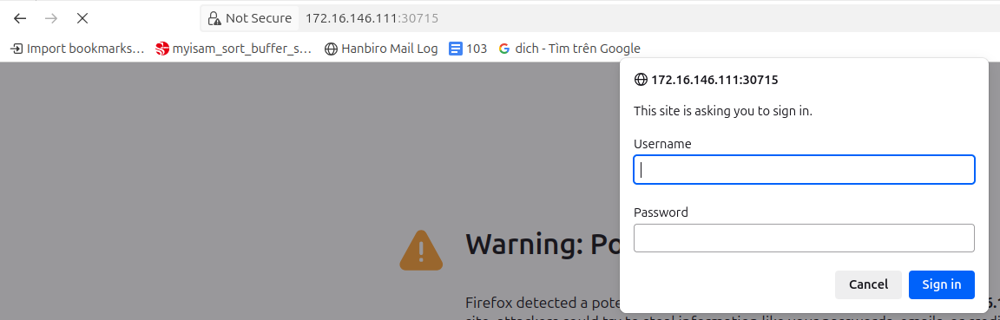 Not Secure 172.16.146.111:30715
Import bookmarks... myisam_sort_buffer_s... Hanbiro Mail Log 103 dich - Tìm trên Google
172.16.146.111:30715
This site is asking you to sign in.
Username
Password
Cancel Sign in
Warning: Po
Firefox detected a pote